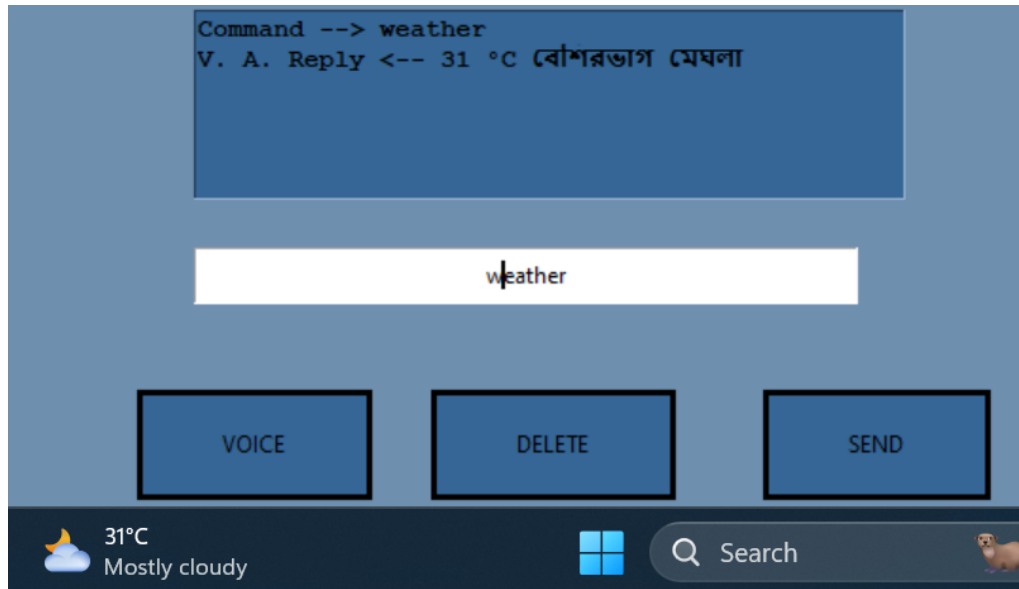 Command --> weather
V. A. Reply <-- 31 °C বেশিরভাগ মেঘলা
weather
VOICE
DELETE
SEND
31°C
Mostly cloudy
Search